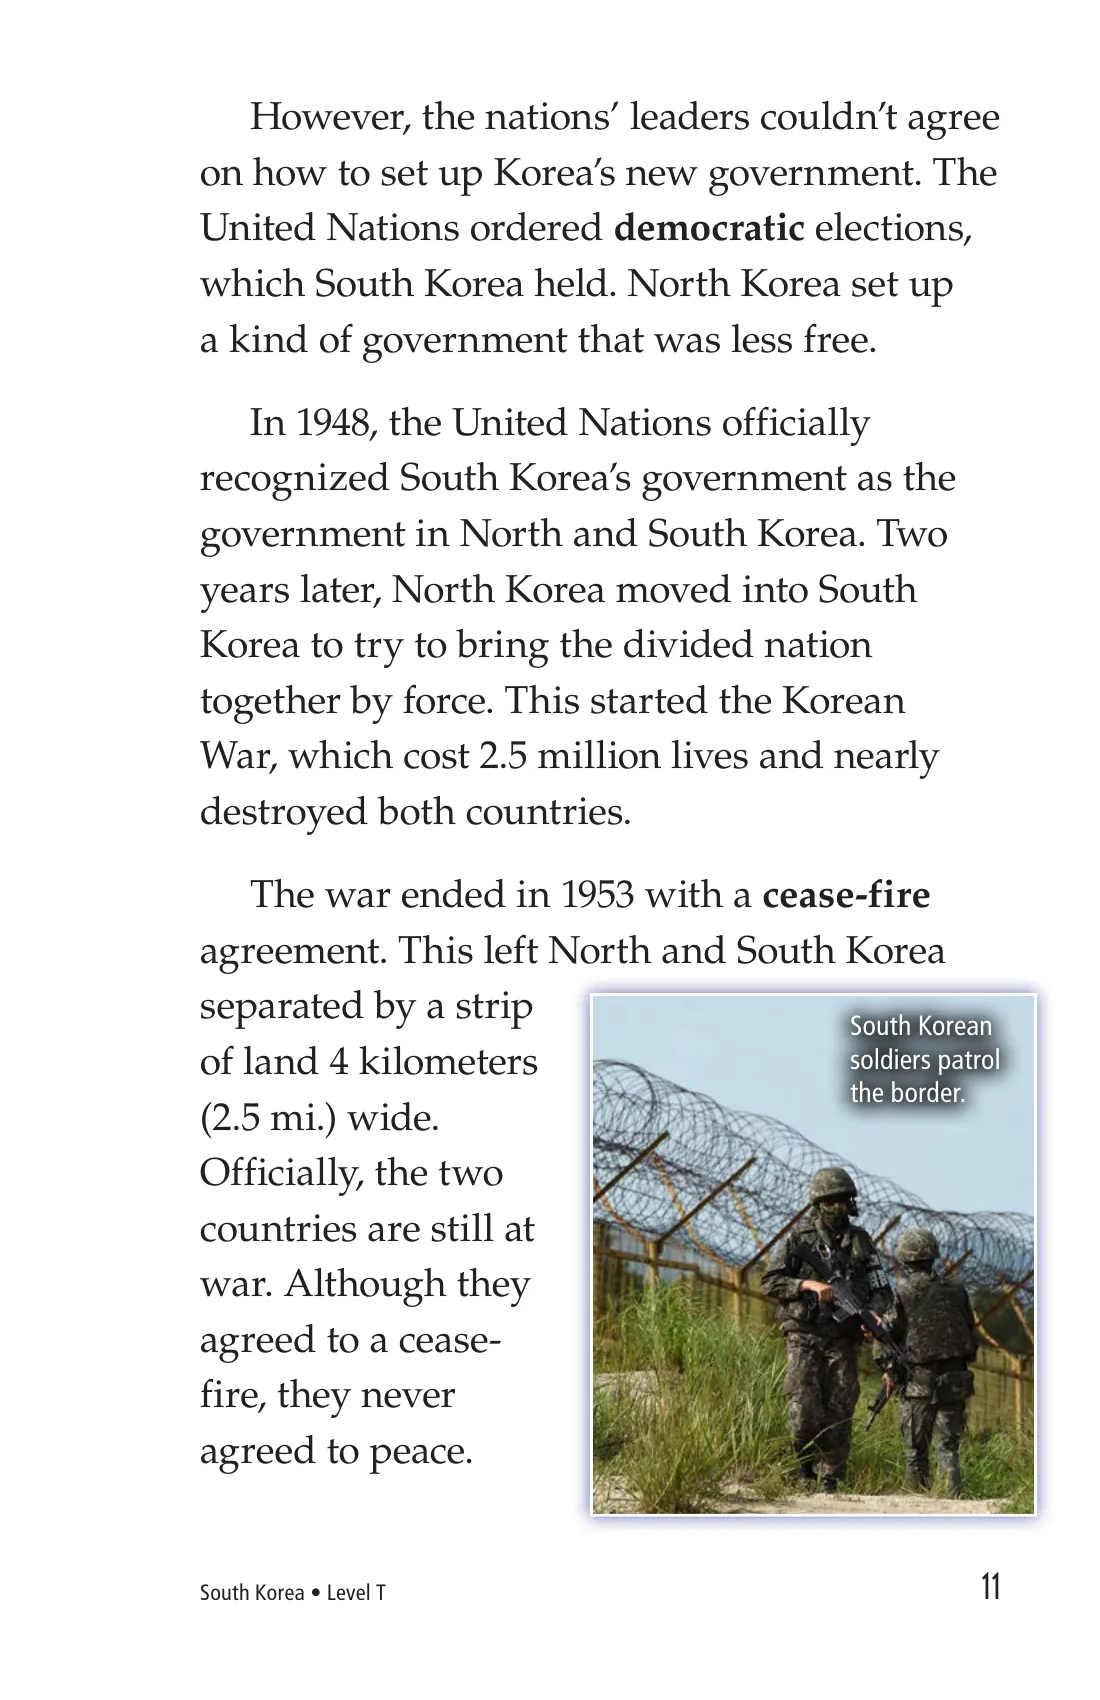 However, the nations’ leaders couldn’t agree
on how to set up Korea’s new government. The
United Nations ordered democratic elections,
which South Korea held. North Korea set up
a kind of government that was less free.
In 1948, the United Nations officially
recognized South Korea’s government as the
government in North and South Korea. Two
years later, North Korea moved into South
Korea to try to bring the divided nation
together by force. This started the Korean
War, which cost 2.5 million lives and nearly
destroyed both countries.
The war ended in 1953 with a cease-fire
agreement. This left North and South Korea
separated by a strip
of land 4 kilometers
(2.5 mi.) wide.
Officially, the two
countries are still at
war. Although they
agreed to a cease-
fire, they never
agreed to peace.
South Korean
soldiers patrol
the border.
South Korea • Level T
11